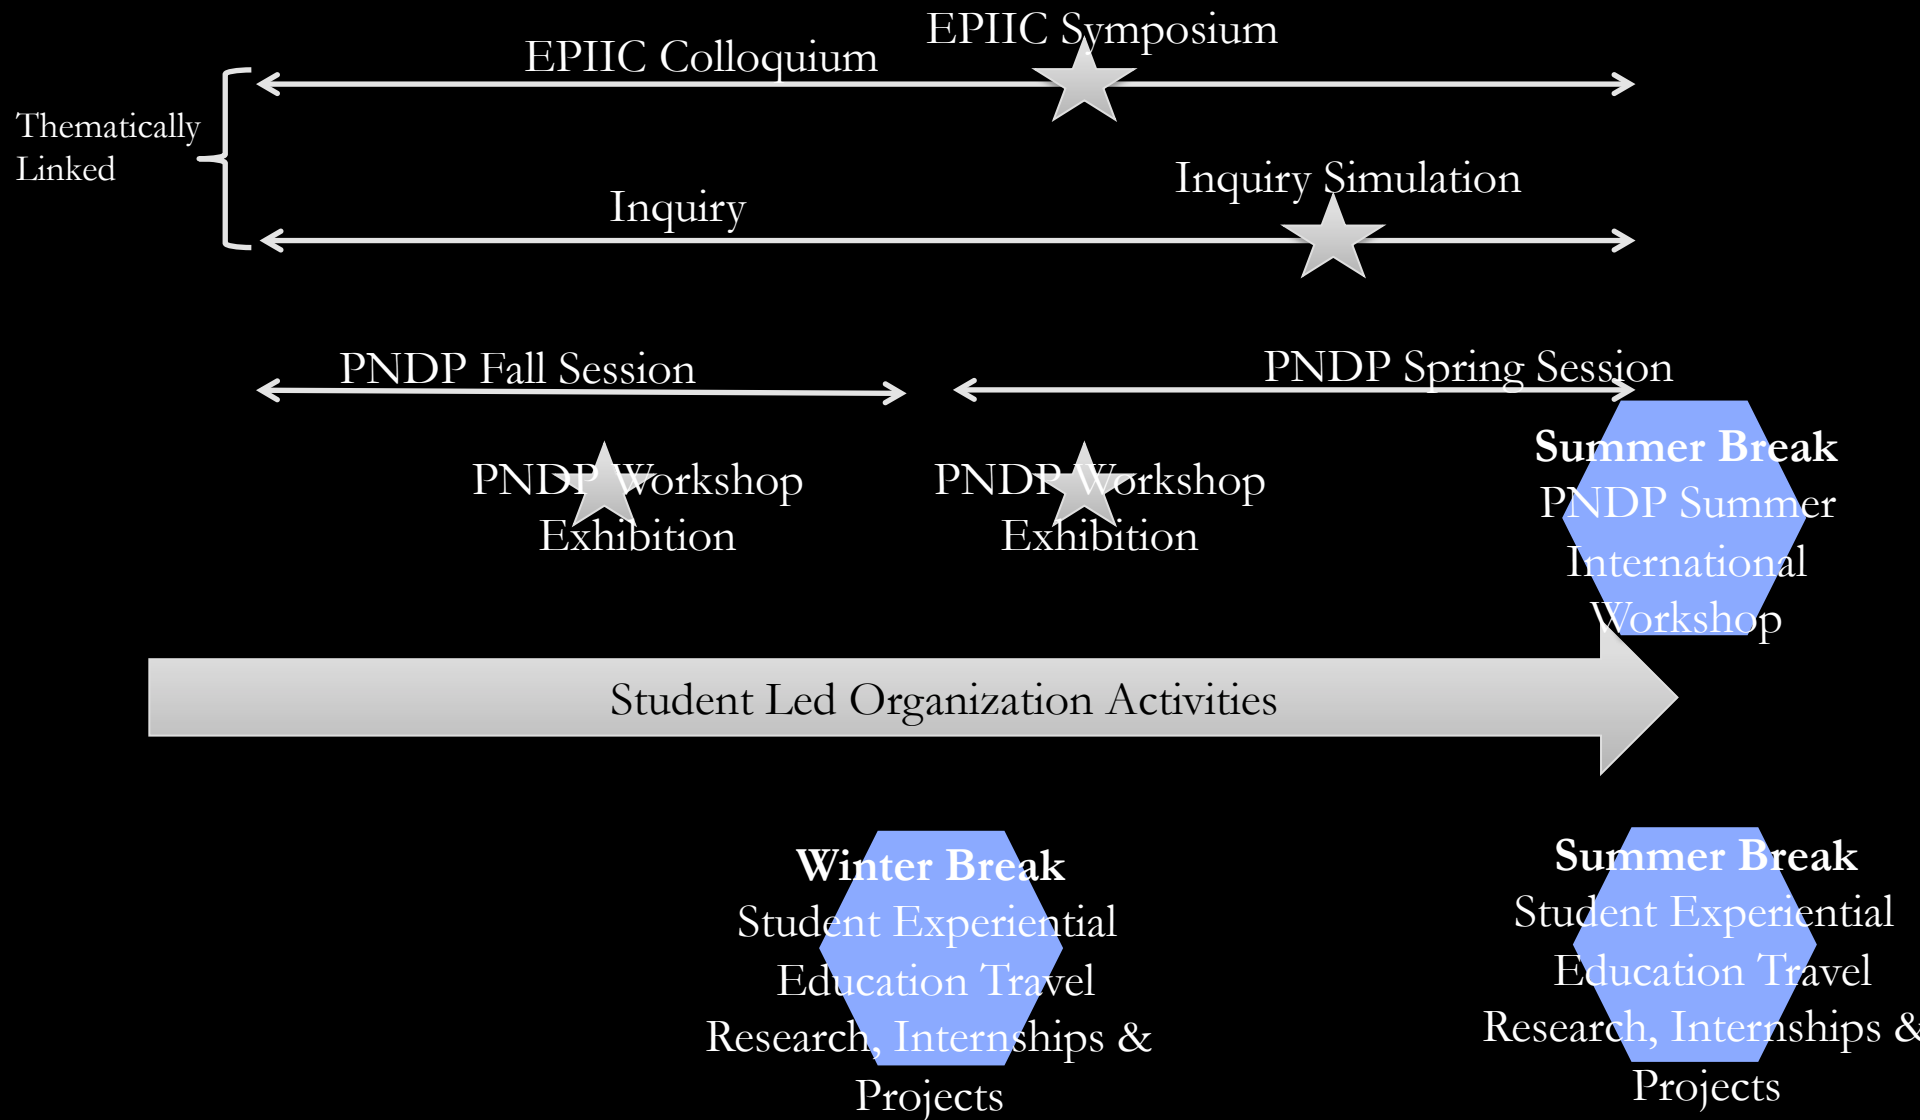 EPIIC Symposium
EPIIC Colloquium
Thematically
Linked
Inquiry Simulation
Inquiry
PNDP Fall Session
PNDP Spring Session
PNDP Workshop
Exhibition
PNDP Workshop
Exhibition
Summer Break
PNDP Summer
International
Workshop
Student Led Organization Activities
Winter Break
Student Experiential
Education Travel
Research, Internships &
Projects
Summer Break
Student Experiential
Education Travel
Research, Internships &
Projects